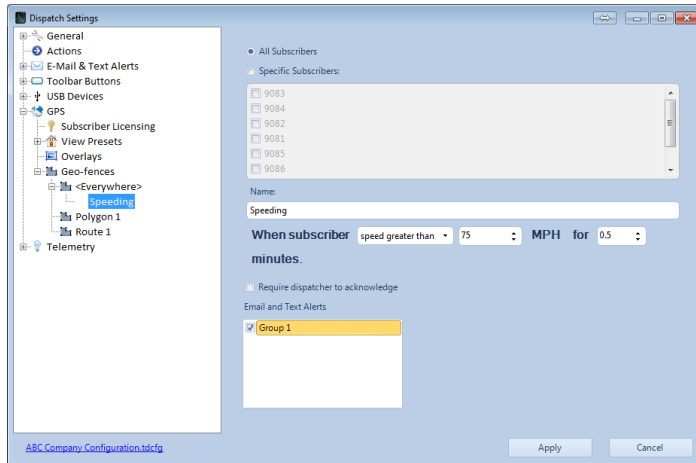 Dispatch Settings
General
Actions
E-Mail & Text Alerts
Toolbar Buttons
USB Devices
GPS
Subscriber Licensing
View Presets
Overlays
Geo-fences
<Everywhere>
Speeding
Polygon 1
Route 1
Telemetry
All Subscribers
Specific Subscribers:
9083
9084
9082
9081
9085
9086
Name:
Speeding
When subscriber speed greater than 75 MPH for 0.5
minutes.
Require dispatcher to acknowledge
Email and Text Alerts
Group 1
ABC Company Configuration.tdcfg
Apply Cancel